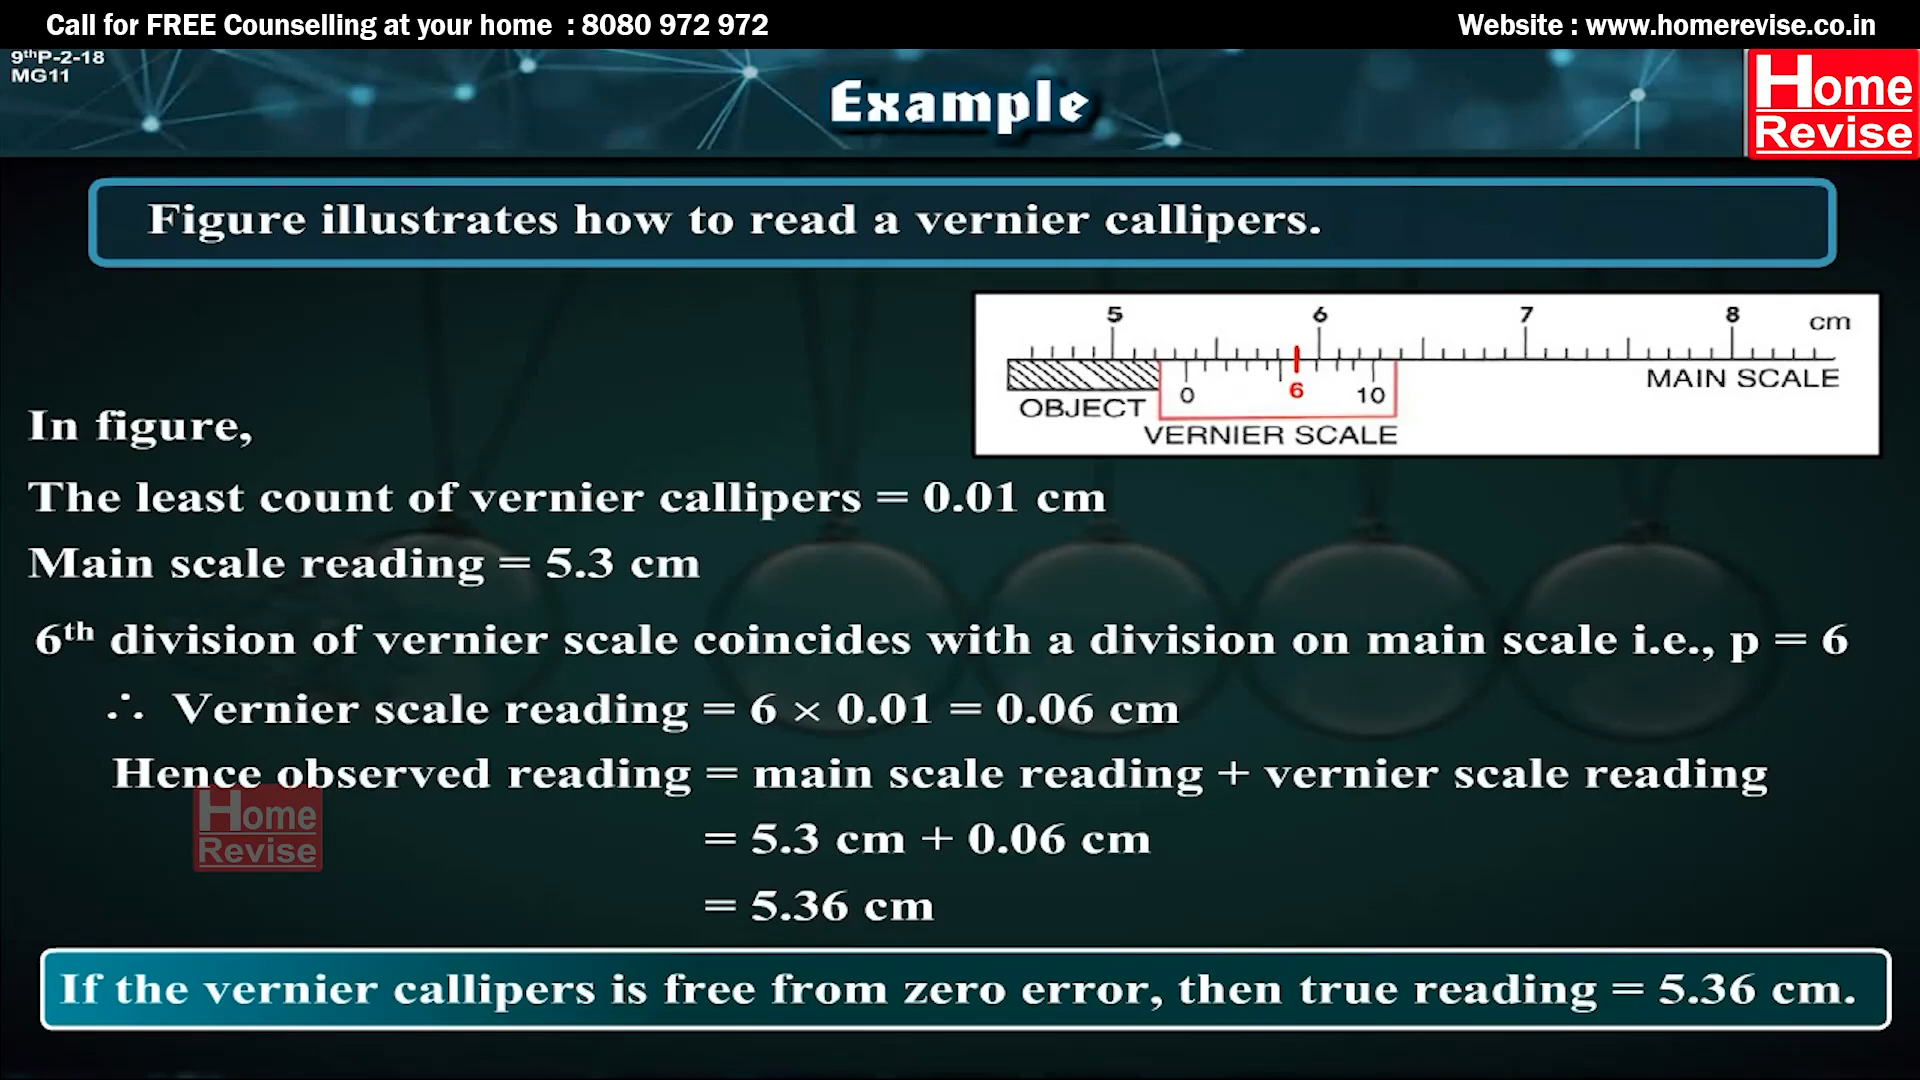 Call for FREE Counselling at your home : 8080 972 972
Website : www.homerevise.co.in
9thP-2-18
MG11
Example
Home
Revise
Figure illustrates how to read a vernier callipers.
5 6 7 8 cm
MAIN SCALE
0 6 10
OBJECT
VERNIER SCALE
In figure,
The least count of vernier callipers = 0.01 cm
Main scale reading = 5.3 cm
6th division of vernier scale coincides with a division on main scale i.e., p = 6
∴ Vernier scale reading = 6 × 0.01 = 0.06 cm
Hence observed reading = main scale reading + vernier scale reading
= 5.3 cm + 0.06 cm
= 5.36 cm
Home
Revise
If the vernier callipers is free from zero error, then true reading = 5.36 cm.